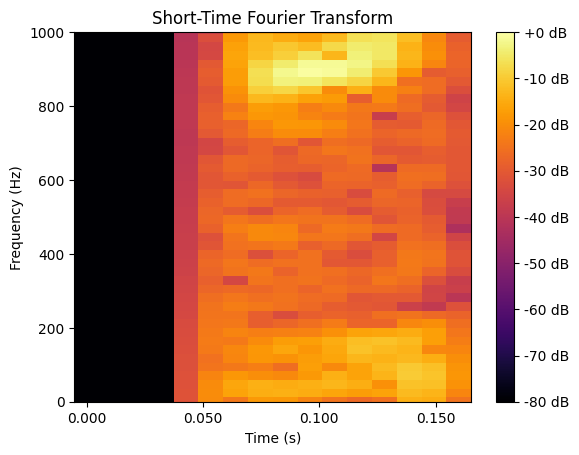 Short-Time Fourier Transform
Frequency (Hz)
1000
800
600
400
200
0
0.000
0.050
0.100
0.150
Time (s)
+0 dB
-10 dB
-20 dB
-30 dB
-40 dB
-50 dB
-60 dB
-70 dB
-80 dB